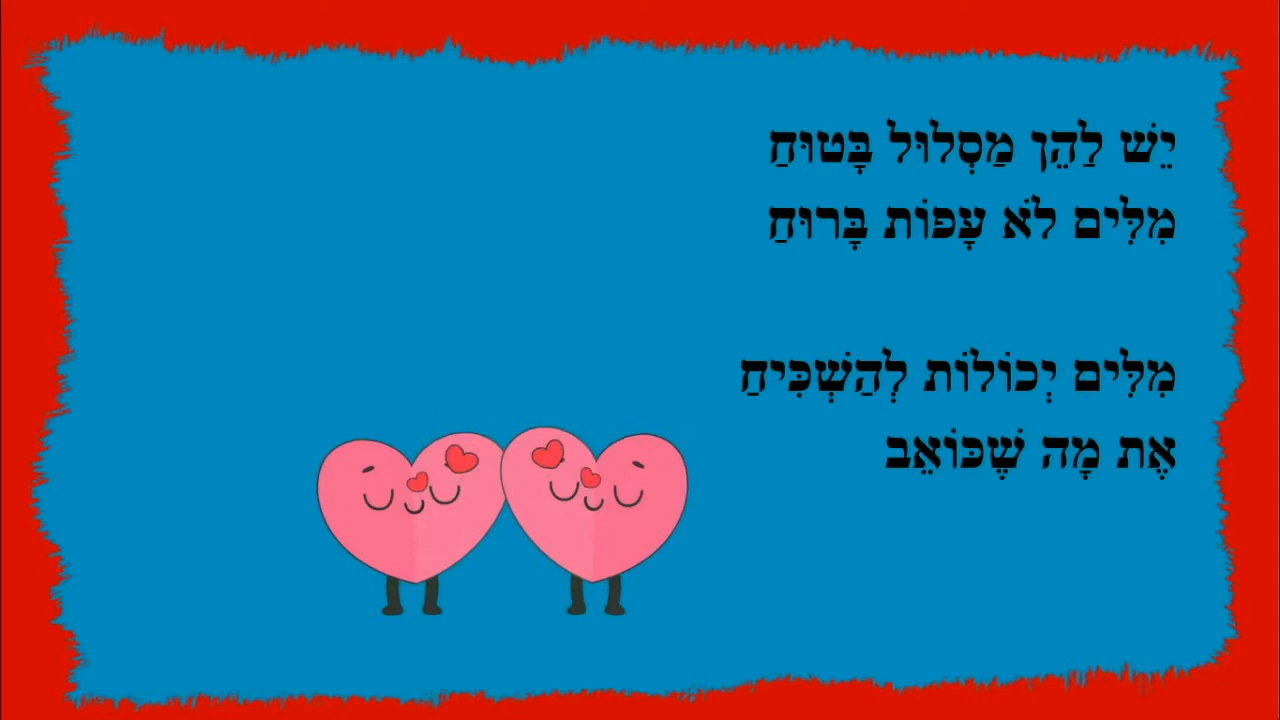 יֵשׁ לַהֵן מַסְלוּל בָּטוּחַ
מִלִּים לֹא עָפוֹת בָּרוּחַ
מִלִּים יְכוֹלוֹת לְהַשְׁכִּיחַ
אֶת מָה שֶׁכּוֹאֵב